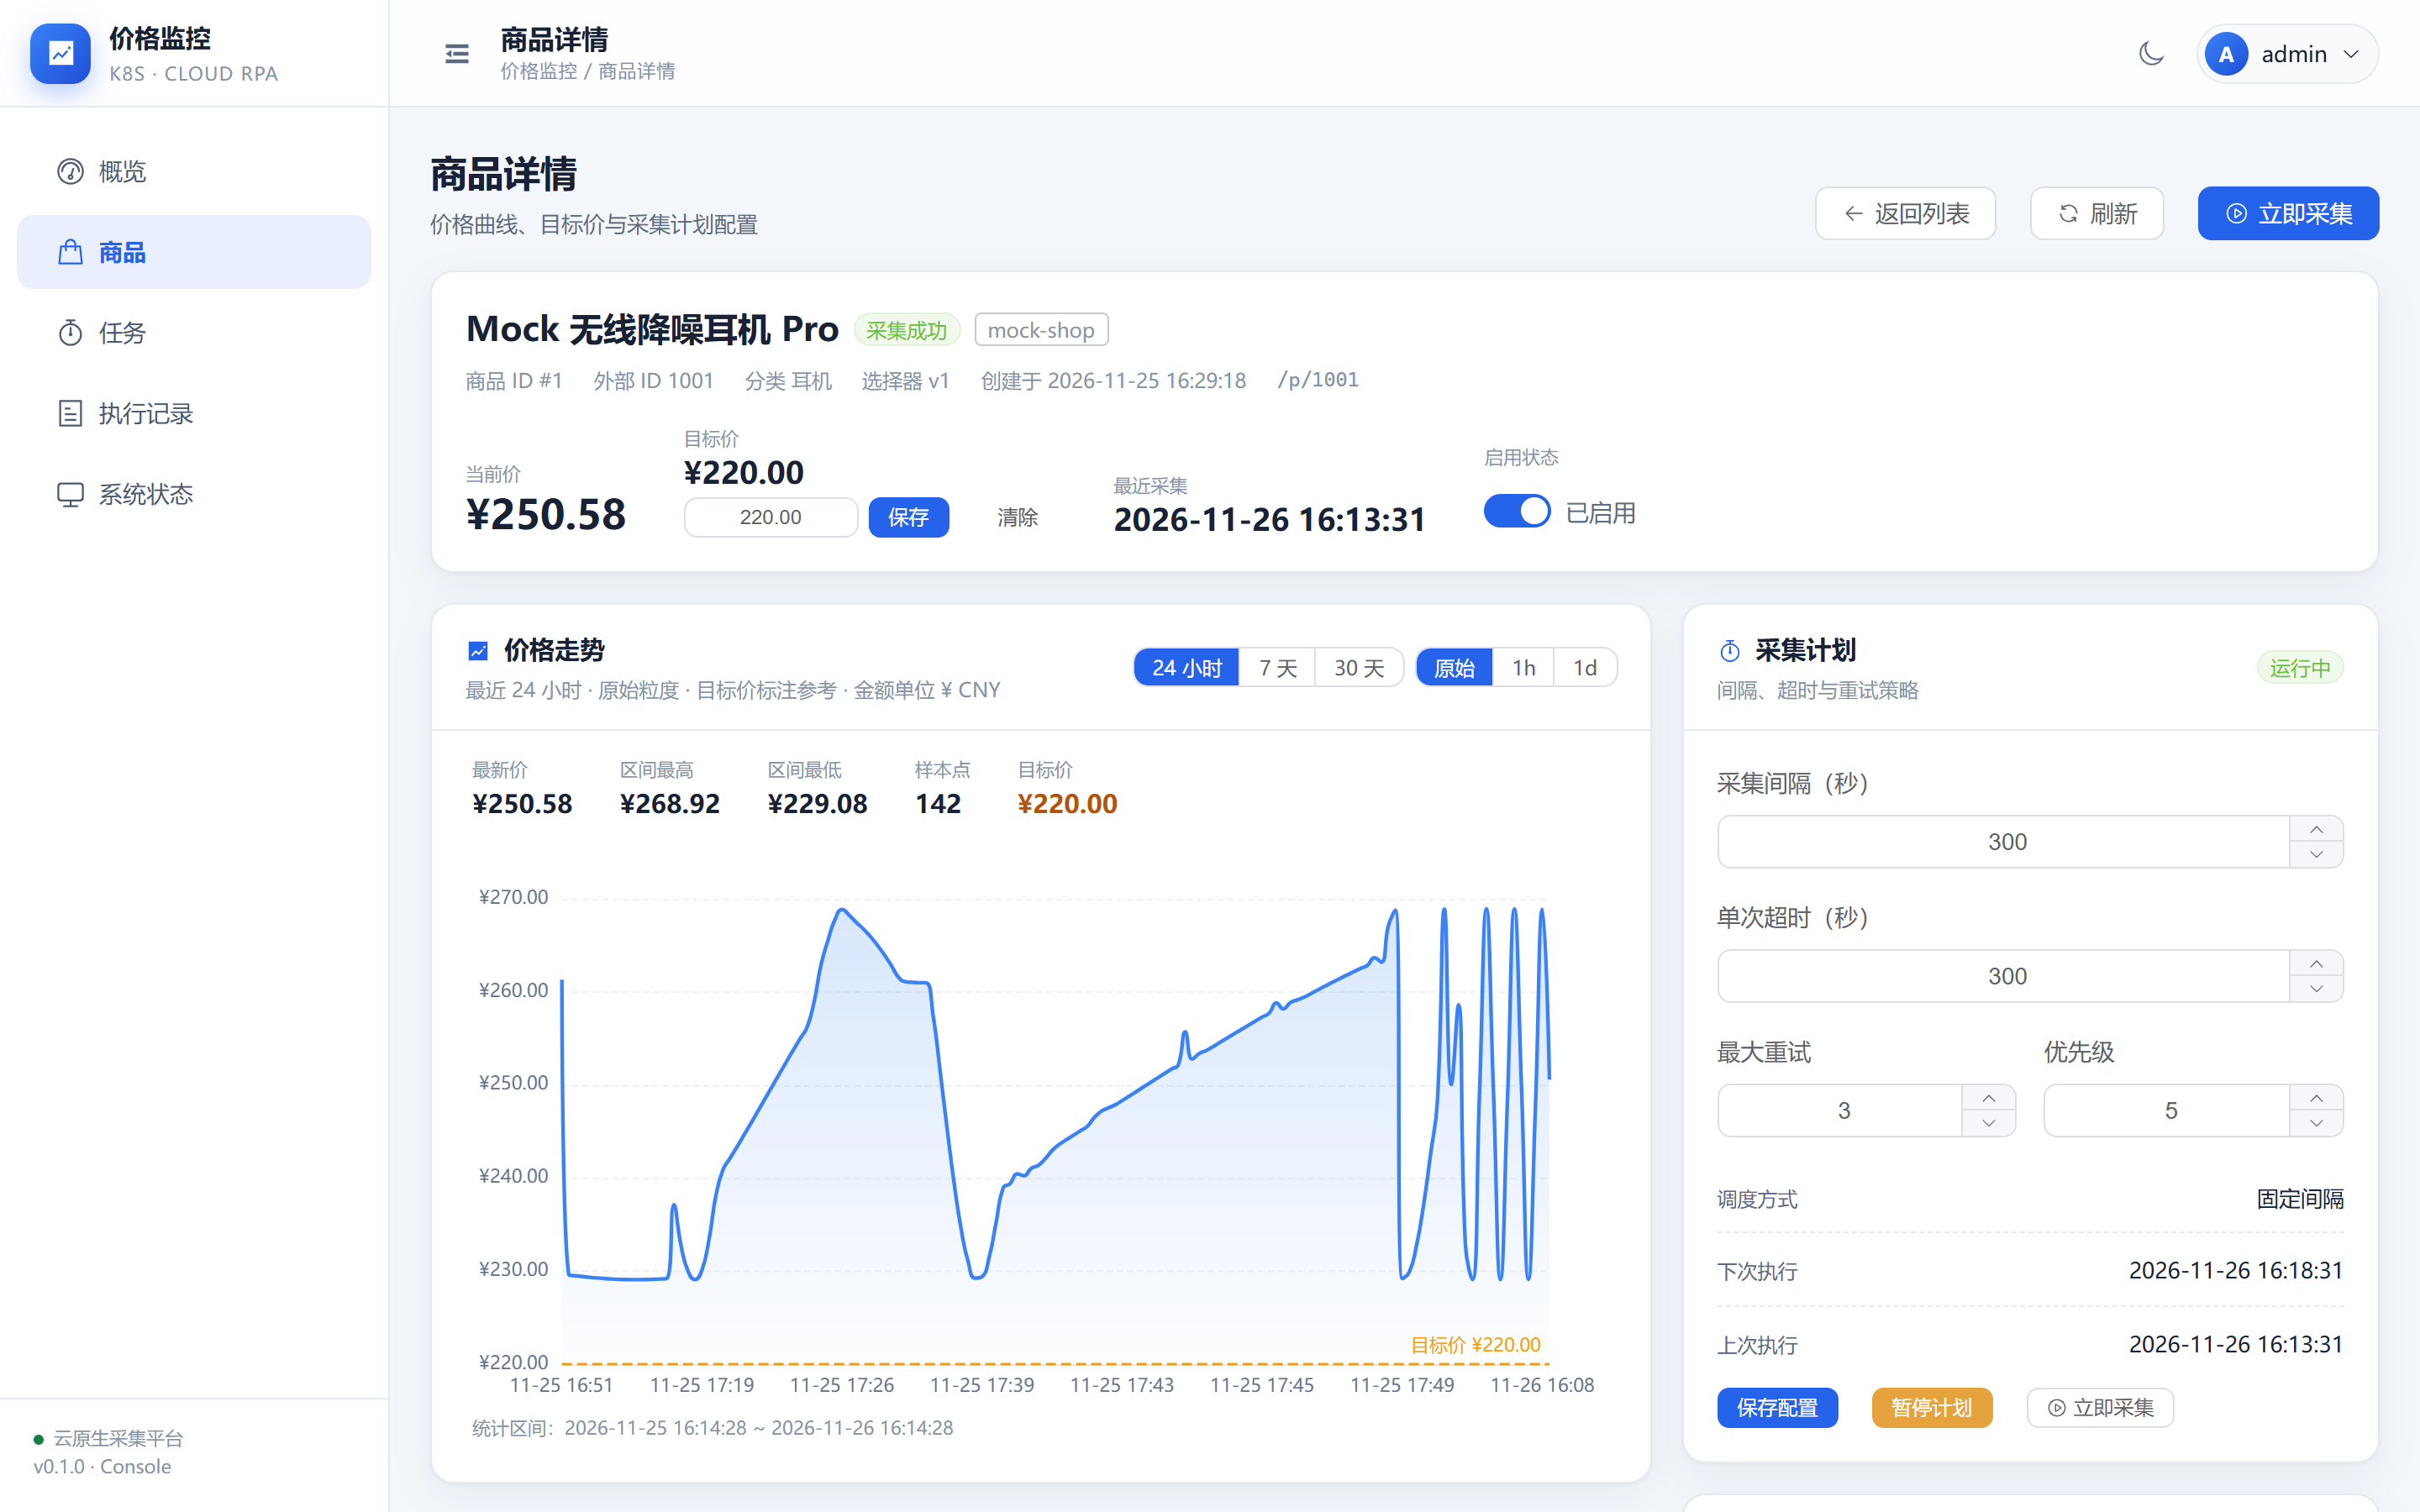 价格监控
K8S · CLOUD RPA
商品详情
价格监控 / 商品详情
A admin
概览
商品
任务
执行记录
系统状态
云原生采集平台
v0.1.0 · Console
商品详情
价格曲线、目标价与采集计划配置
返回列表 刷新 立即采集
Mock 无线降噪耳机 Pro 采集成功 mock-shop
商品 ID #1 外部 ID 1001 分类 耳机 选择器 v1 创建于 2026-11-25 16:29:18 /p/1001
当前价
¥250.58
目标价
¥220.00
220.00 保存 清除
最近采集
2026-11-26 16:13:31
启用状态
已启用
价格走势
最近 24 小时 · 原始粒度 · 目标价标注参考 · 金额单位 ¥ CNY
24 小时 7 天 30 天 原始 1h 1d
最新价 区间最高 区间最低 样本点 目标价
¥250.58 ¥268.92 ¥229.08 142 ¥220.00
¥270.00
¥260.00
¥250.00
¥240.00
¥230.00
¥220.00
目标价 ¥220.00
11-25 16:51 11-25 17:19 11-25 17:26 11-25 17:39 11-25 17:43 11-25 17:45 11-25 17:49 11-26 16:08
统计区间：2026-11-25 16:14:28 ~ 2026-11-26 16:14:28
采集计划
间隔、超时与重试策略
运行中
采集间隔（秒）
300
单次超时（秒）
300
最大重试 优先级
3 5
调度方式 固定间隔
下次执行 2026-11-26 16:18:31
上次执行 2026-11-26 16:13:31
保存配置 暂停计划 立即采集